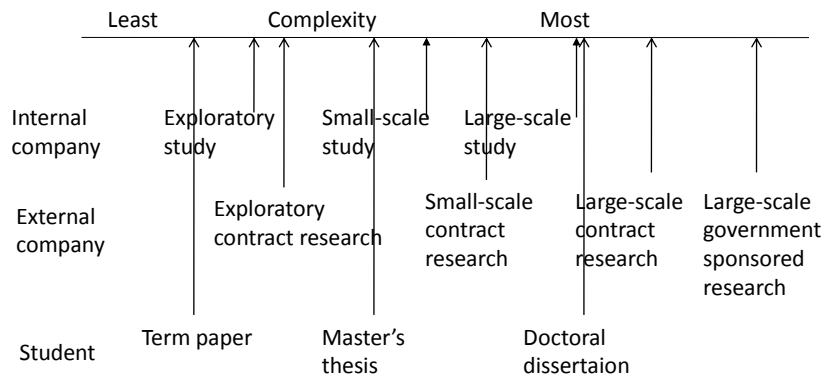 Least Complexity Most
Internal
company
Exploratory
study
Small-scale
study
Large-scale
study
External
company
Exploratory
contract research
Small-scale
contract
research
Large-scale
contract
research
Large-scale
government
sponsored
research
Student
Term paper
Master's
thesis
Doctoral
dissertaion